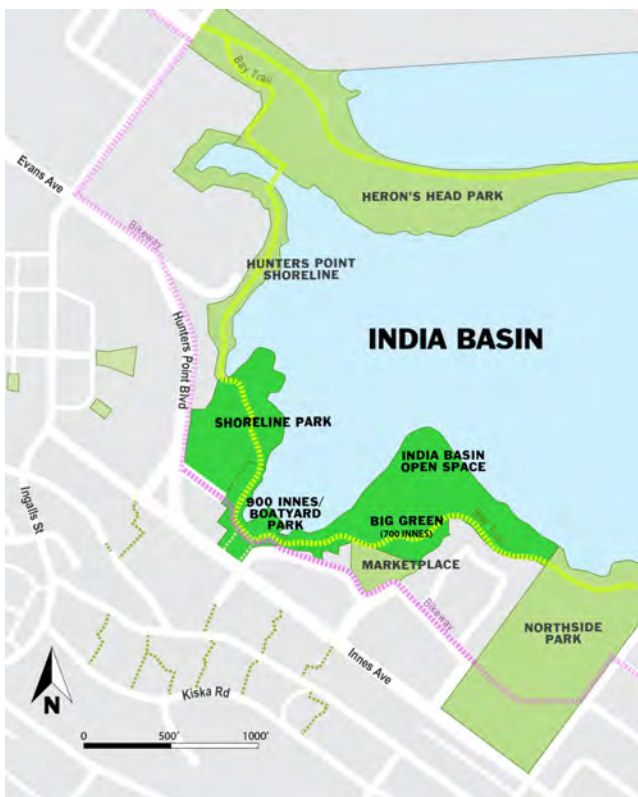 Bay Trail
Evans Ave
HERON'S HEAD PARK
Bikeway
HUNTERS POINT
SHORELINE
Hunters Point Blvd
INDIA BASIN
SHORELINE PARK
INDIA BASIN
OPEN SPACE
Ingalls St
900 INNES/
BOATYARD
PARK
BIG GREEN
(700 INNES)
Bay Trail
MARKETPLACE
Bikeway
NORTHSIDE
PARK
Innes Ave
Kiska Rd
N
0 500' 1000'